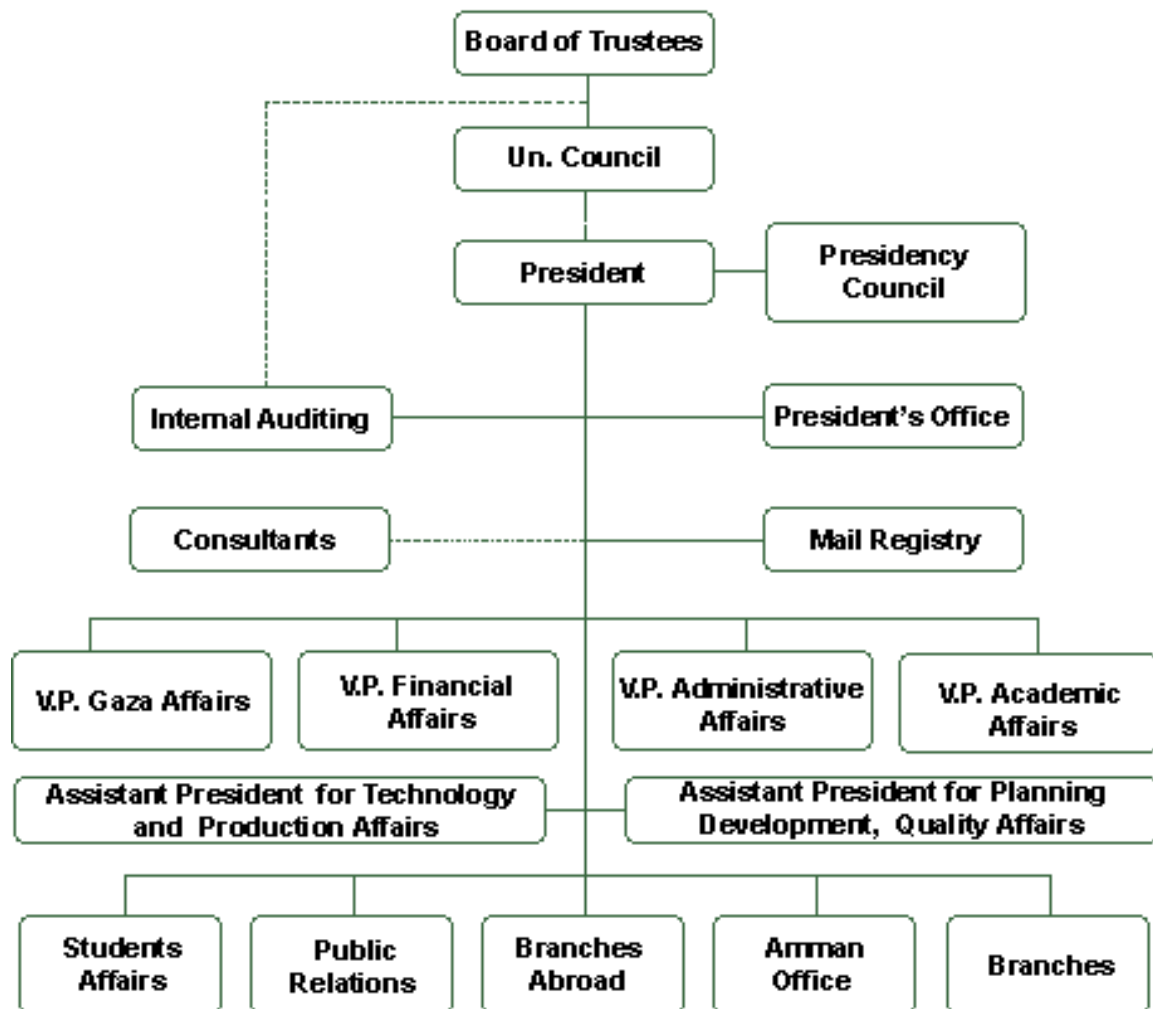 Board of Trustees
Un. Council
President
Presidency
Council
Internal Auditing
President's Office
Consultants
Mail Registry
V.P. Gaza Affairs
V.P. Financial
Affairs
V.P. Administrative
Affairs
V.P. Academic
Affairs
Assistant President for Technology
and Production Affairs
Assistant President for Planning
Development, Quality Affairs
Students
Affairs
Public
Relations
Branches
Abroad
Amman
Office
Branches